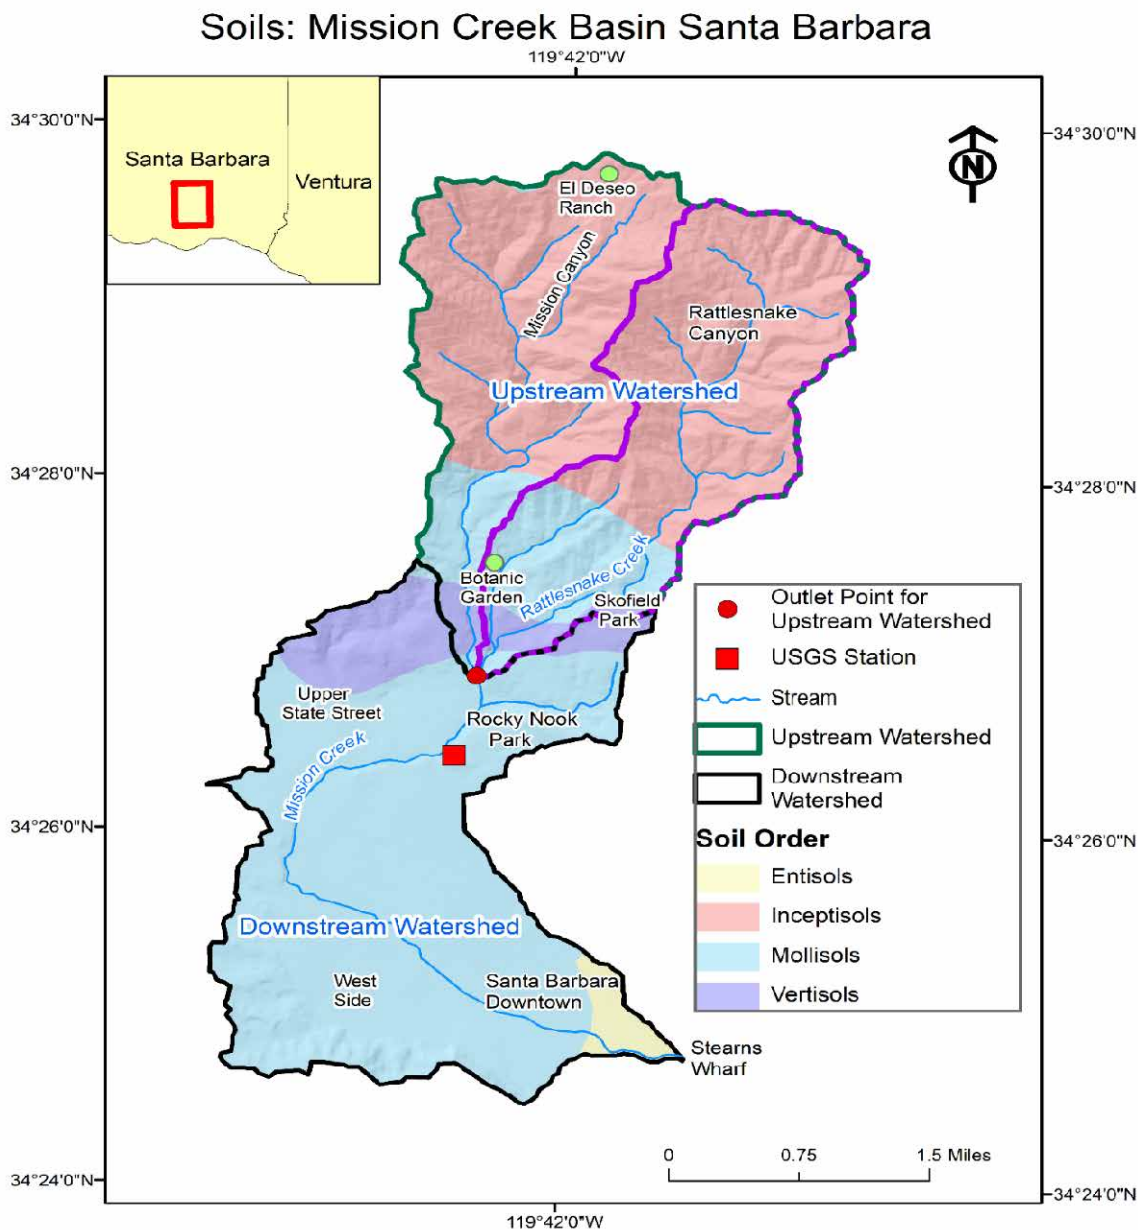 Soils: Mission Creek Basin Santa Barbara
119°42'0"W
34°30'0"N
34°30'0"N
Santa Barbara
Ventura
N
El Deseo
Ranch
Mission Canyon
Rattlesnake
Canyon
Upstream Watershed
34°28'0"N
34°28'0"N
Botanic
Garden
Rattlesnake Creek
Skofield
Park
Upper
State Street
Rocky Nook
Park
Mission Creek
34°26'0"N
34°26'0"N
Downstream Watershed
West
Side
Santa Barbara
Downtown
Stearns
Wharf
Outlet Point for
Upstream Watershed
USGS Station
Stream
Upstream Watershed
Downstream
Watershed
Soil Order
Entisols
Inceptisols
Mollisols
Vertisols
0 0.75 1.5 Miles
34°24'0"N
34°24'0"N
119°42'0"W